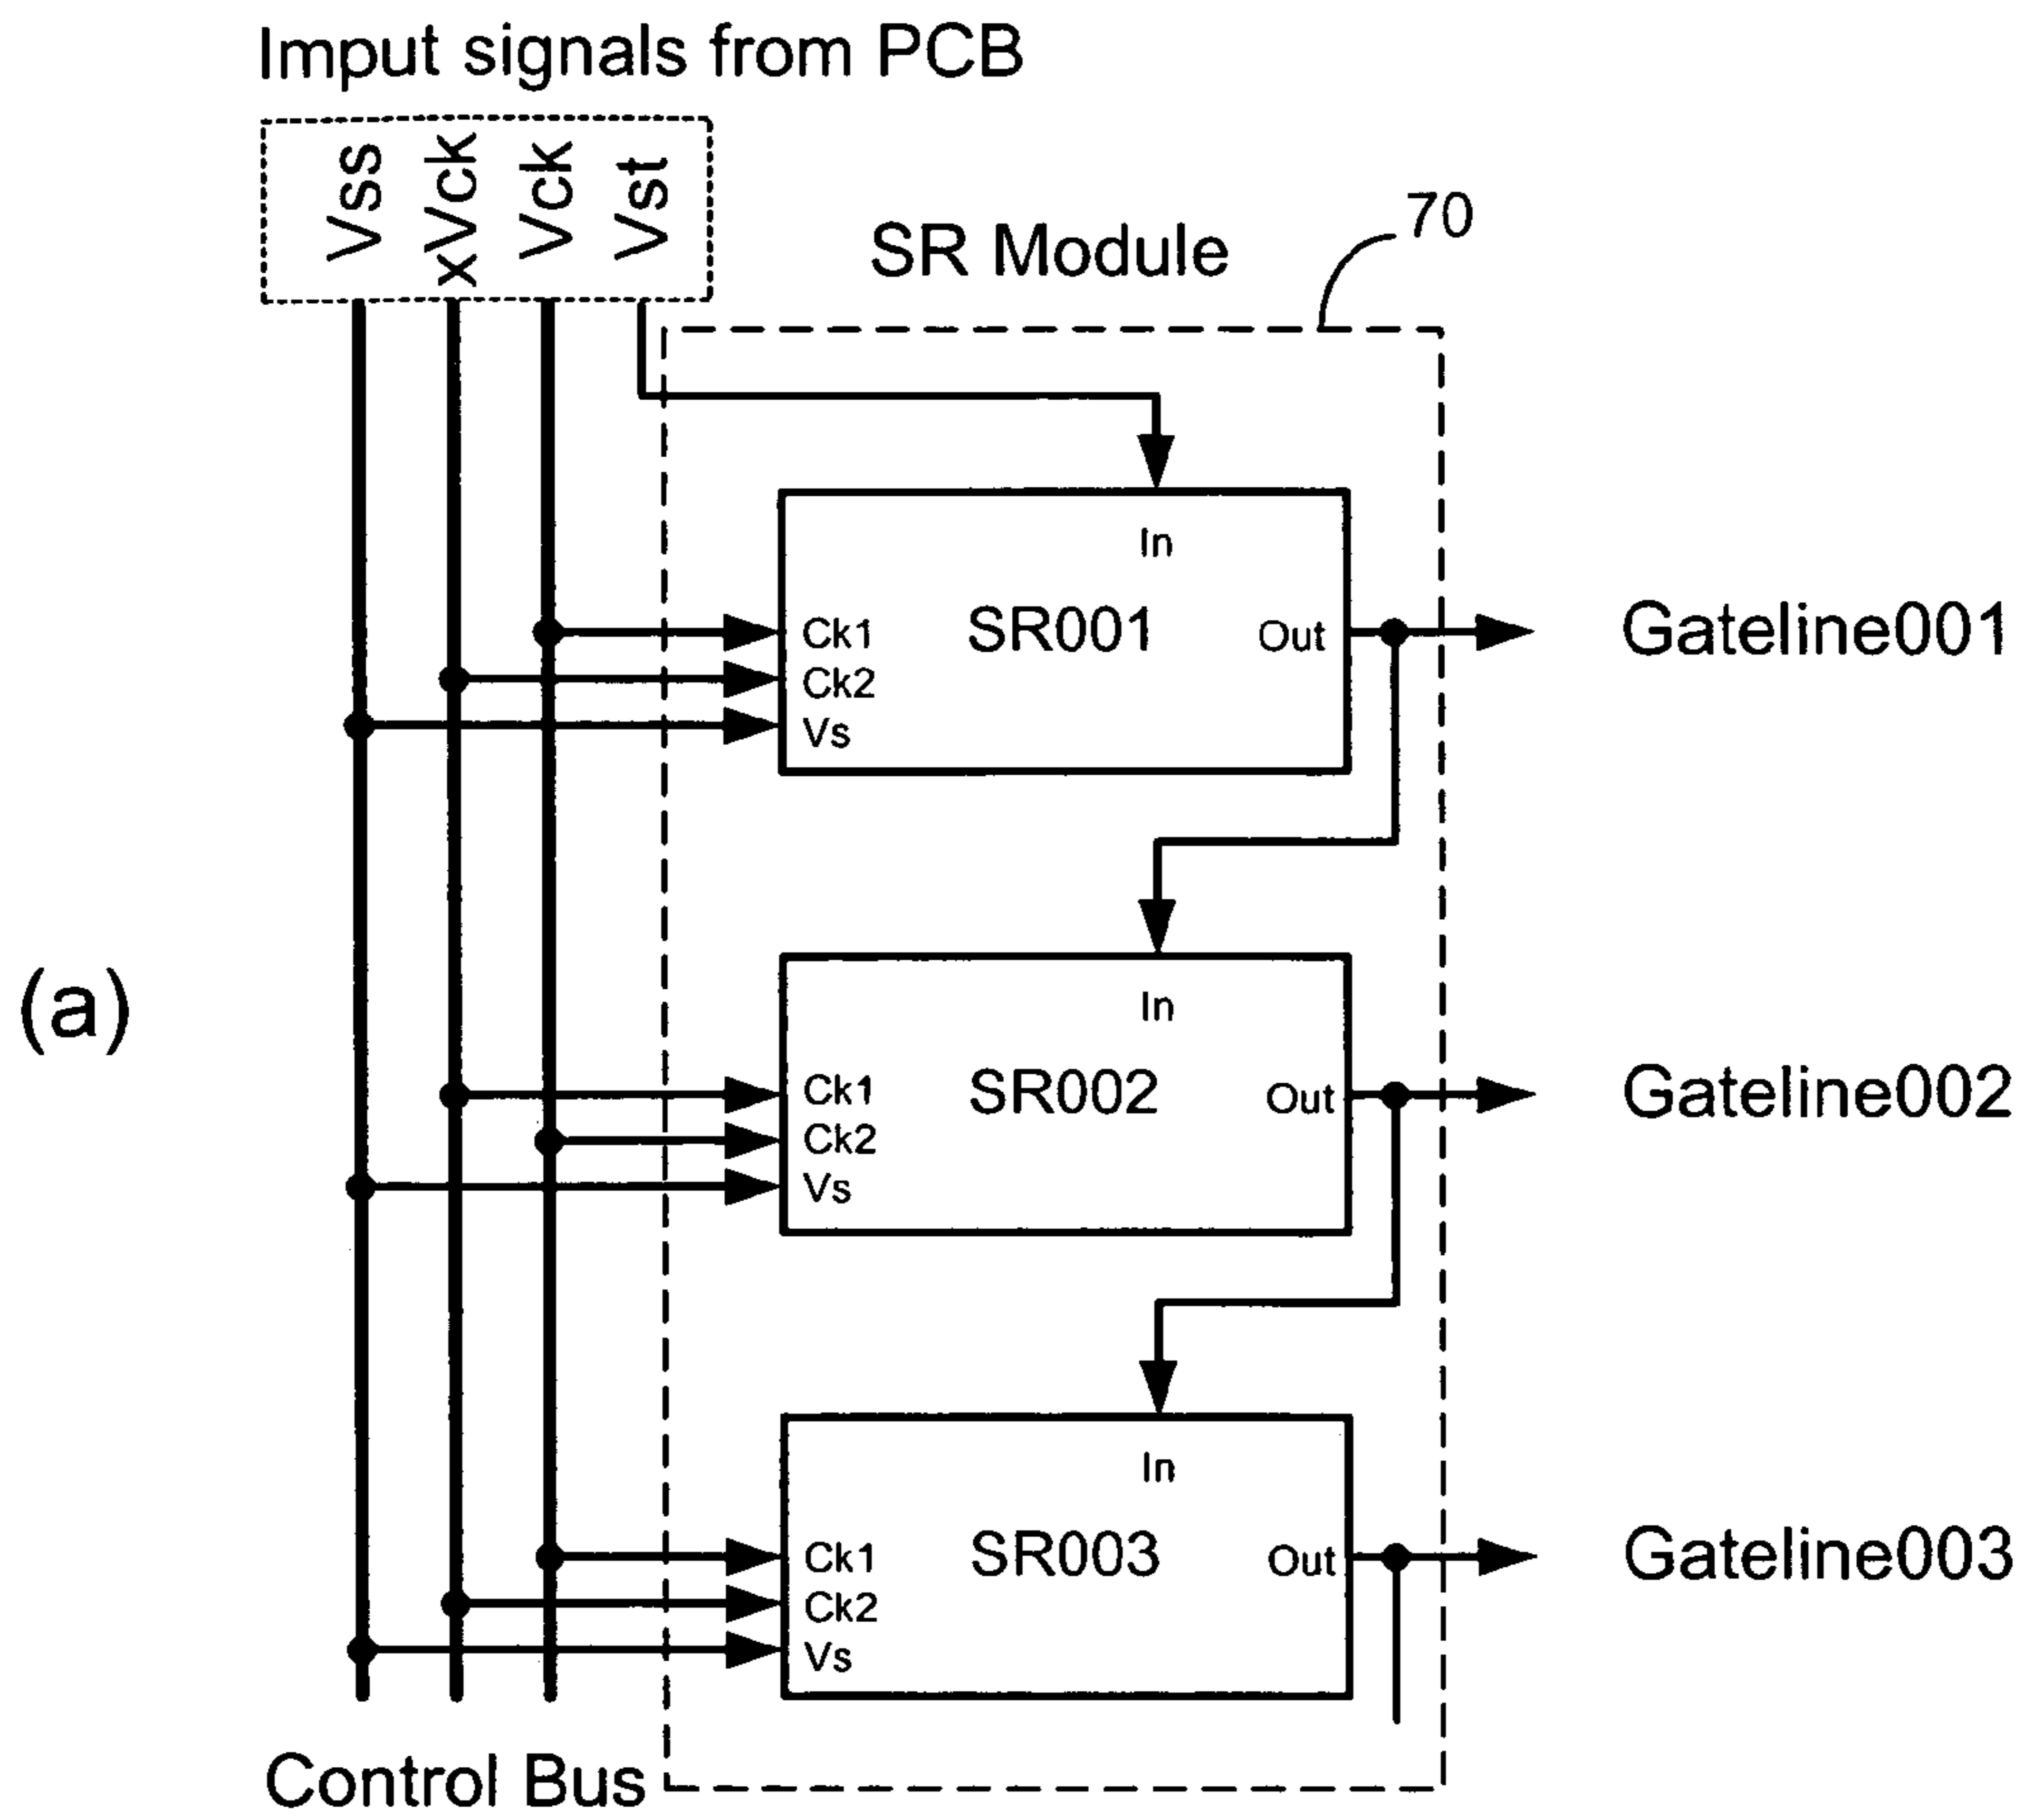 Imput signals from PCB
Vss
xVck
Vck
Vst
SR Module
70
In
Ck1
SR001
Out
Gateline001
Ck2
Vs
(a)
In
Ck1
SR002
Out
Gateline002
Ck2
Vs
In
Ck1
SR003
Out
Gateline003
Ck2
Vs
Control Bus